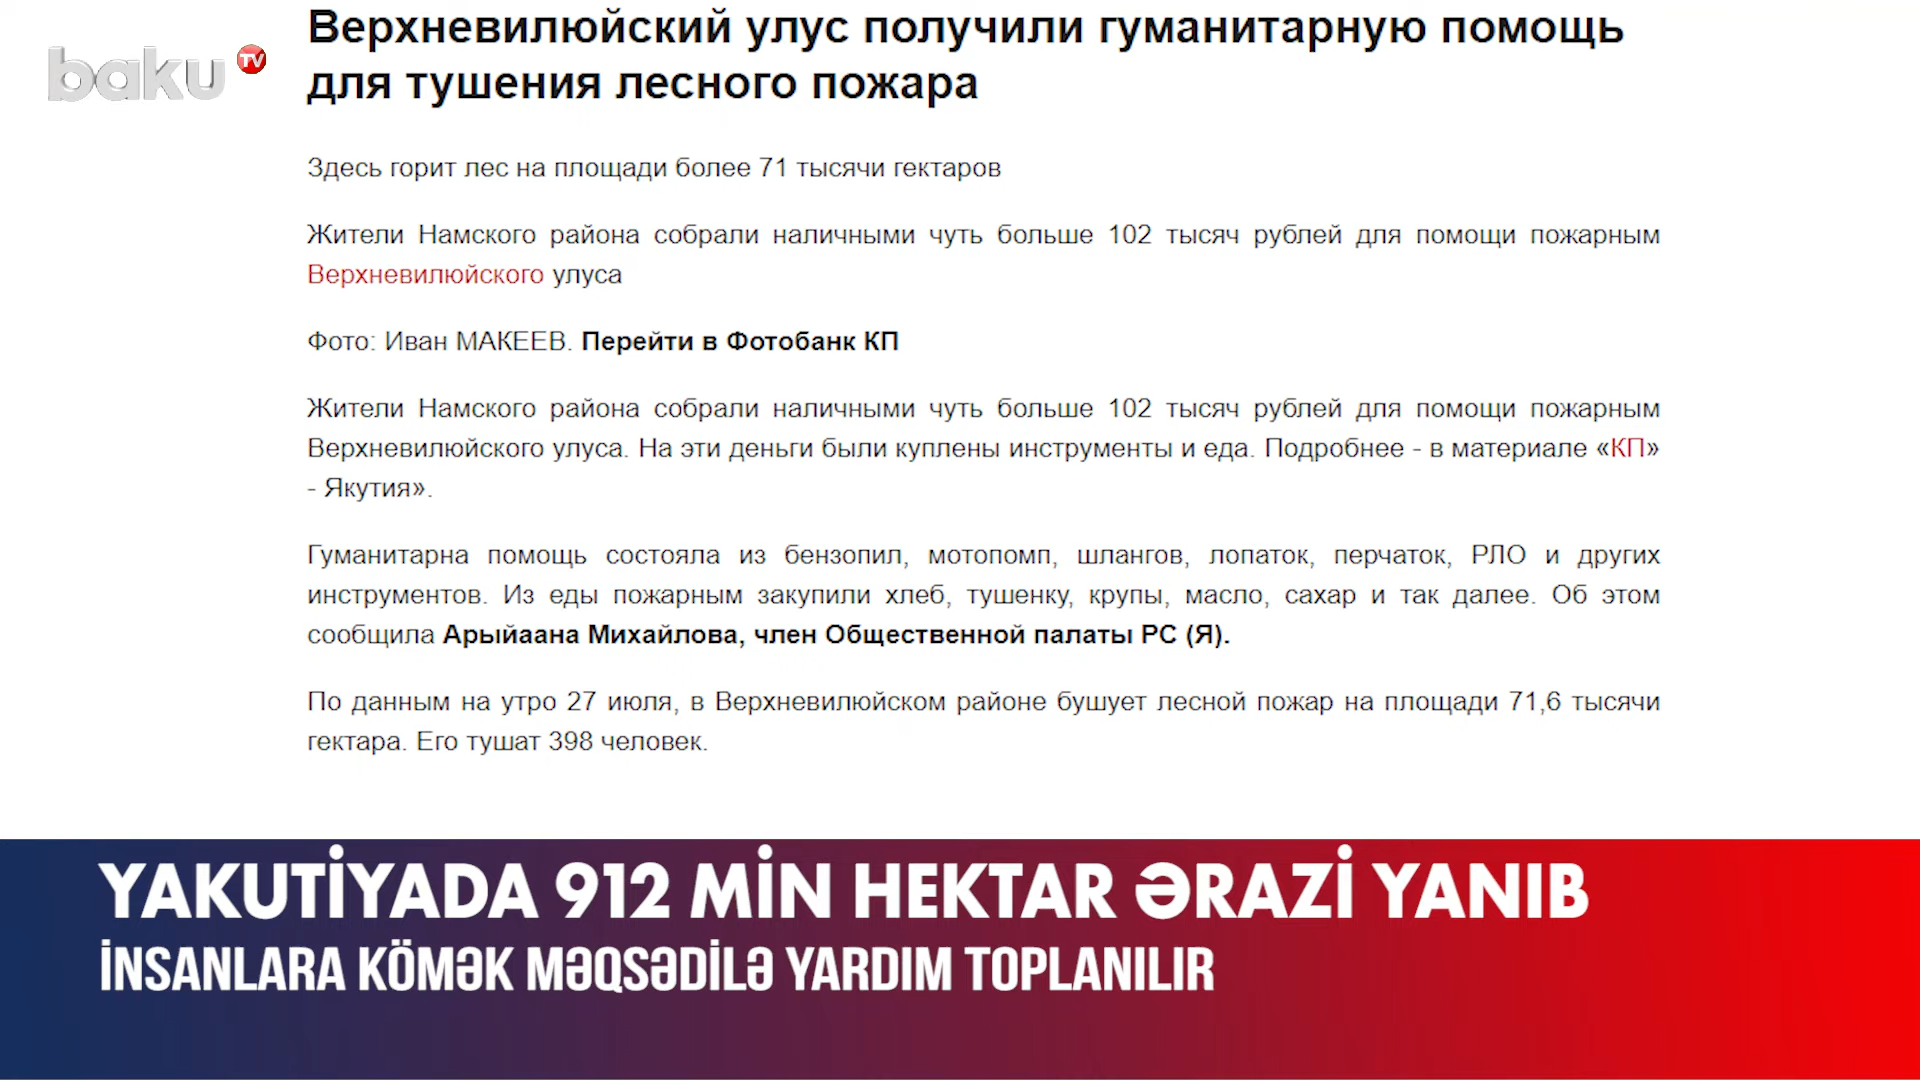 Верхневилюйский улус получили гуманитарную помощь
для тушения лесного пожара
baku TV
Здесь горит лес на площади более 71 тысячи гектаров
Жители Намского района собрали наличными чуть больше 102 тысяч рублей для помощи пожарным
Верхневилюйского улуса
Фото: Иван МАКЕЕВ. Перейти в Фотобанк КП
Жители Намского района собрали наличными чуть больше 102 тысяч рублей для помощи пожарным
Верхневилюйского улуса. На эти деньги были куплены инструменты и еда. Подробнее - в материале «КП»
- Якутия».
Гуманитарна помощь состояла из бензопил, мотопомп, шлангов, лопаток, перчаток, РЛО и других
инструментов. Из еды пожарным закупили хлеб, тушенку, крупы, масло, сахар и так далее. Об этом
сообщила Арыйаана Михайлова, член Общественной палаты РС (Я).
По данным на утро 27 июля, в Верхневилюйском районе бушует лесной пожар на площади 71,6 тысячи
гектара. Его тушат 398 человек.
YAKUTİYADA 912 MİN HEKTAR ƏRAZİ YANIB
İNSANLARA KÖMƏK MƏQSƏDİLƏ YARDIM TOPLANILIR